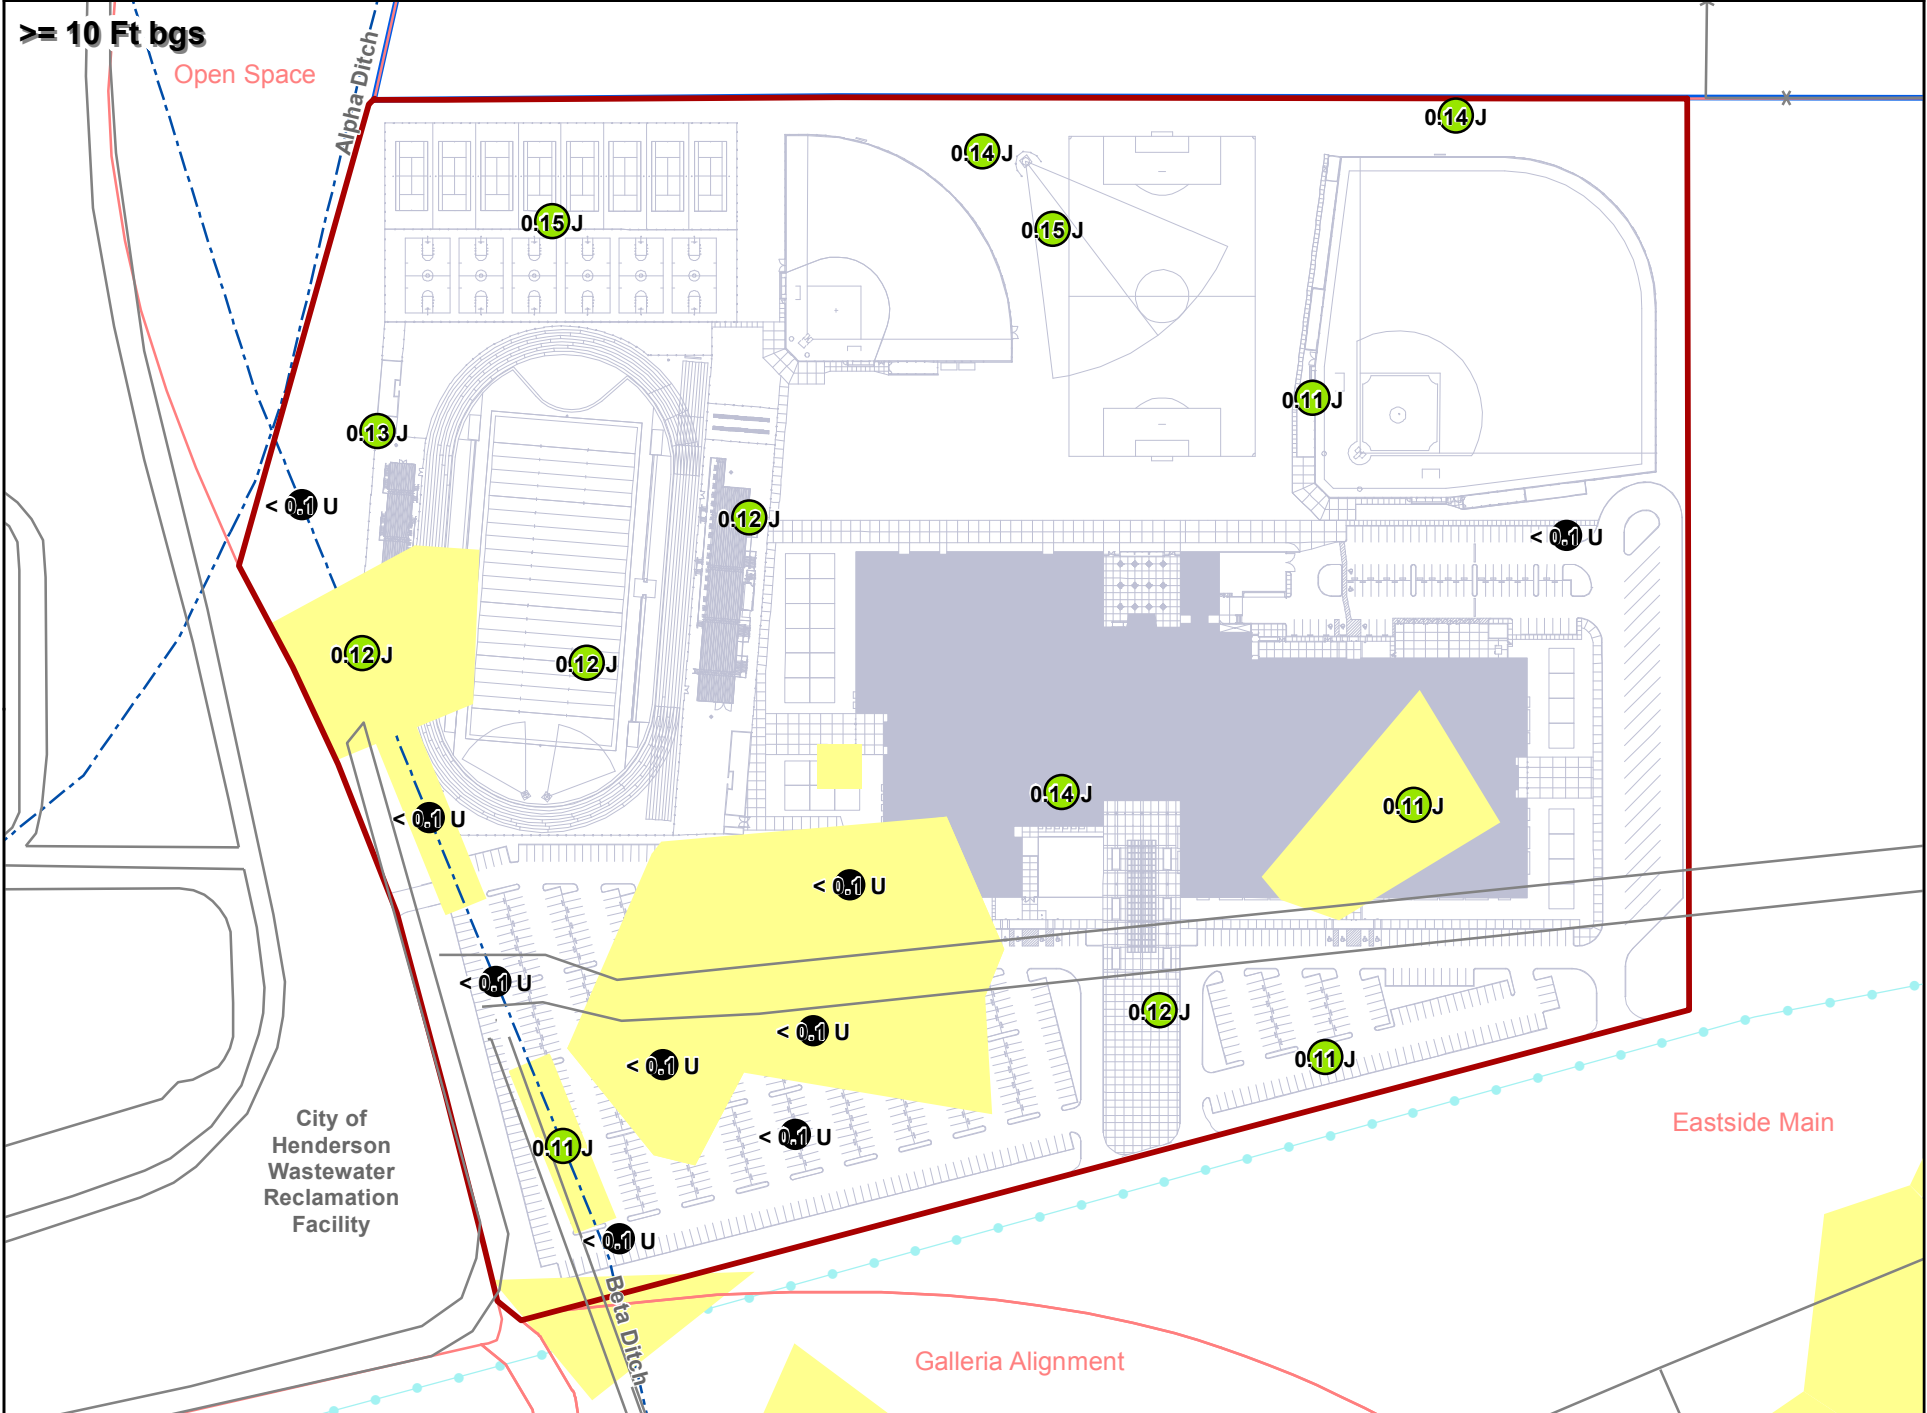 >= 10 Ft bgs
Open Space
Alpha Ditch
0.14 J
0.14 J
0.15 J
0.15 J
0.11 J
0.13 J
< 0.1 U
0.12 J
< 0.1 U
0.12 J
0.12 J
0.14 J
0.11 J
< 0.1 U
< 0.1 U
< 0.1 U
0.12 J
< 0.1 U
0.11 J
< 0.1 U
City of
Henderson
Wastewater
Reclamation
Facility
Eastside Main
< 0.1 U
0.11 J
< 0.1 U
Beta Ditch
Galleria Alignment